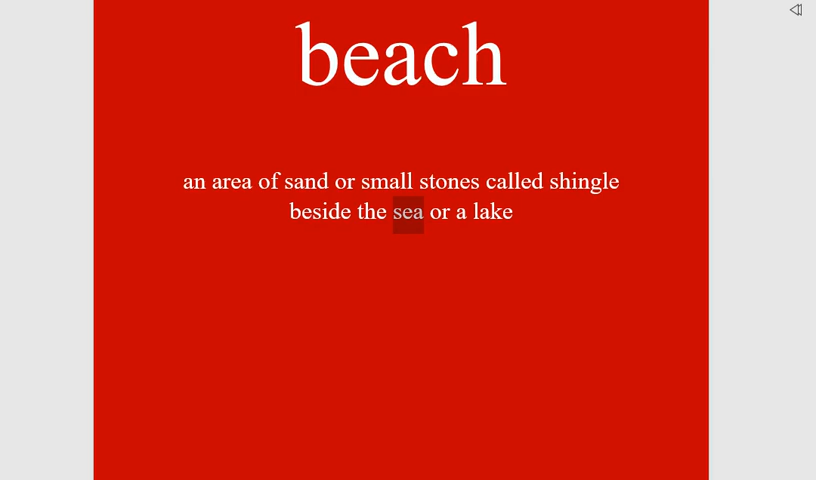 beach
an area of sand or small stones called shingle
beside the sea or a lake